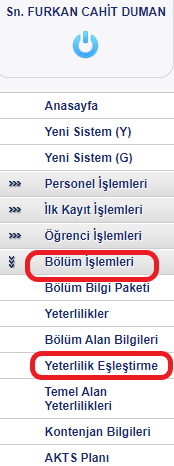 Sn. FURKAN CAHİT DUMAN
Anasayfa
Yeni Sistem (Y)
Yeni Sistem (G)
Personel İşlemleri
İlk Kayıt İşlemleri
Öğrenci İşlemleri
Bölüm İşlemleri
Bölüm Bilgi Paketi
Yeterlilikler
Bölüm Alan Bilgileri
Yeterlilik Eşleştirme
Temel Alan
Yeterlilikleri
Kontenjan Bilgileri
AKTS Planı